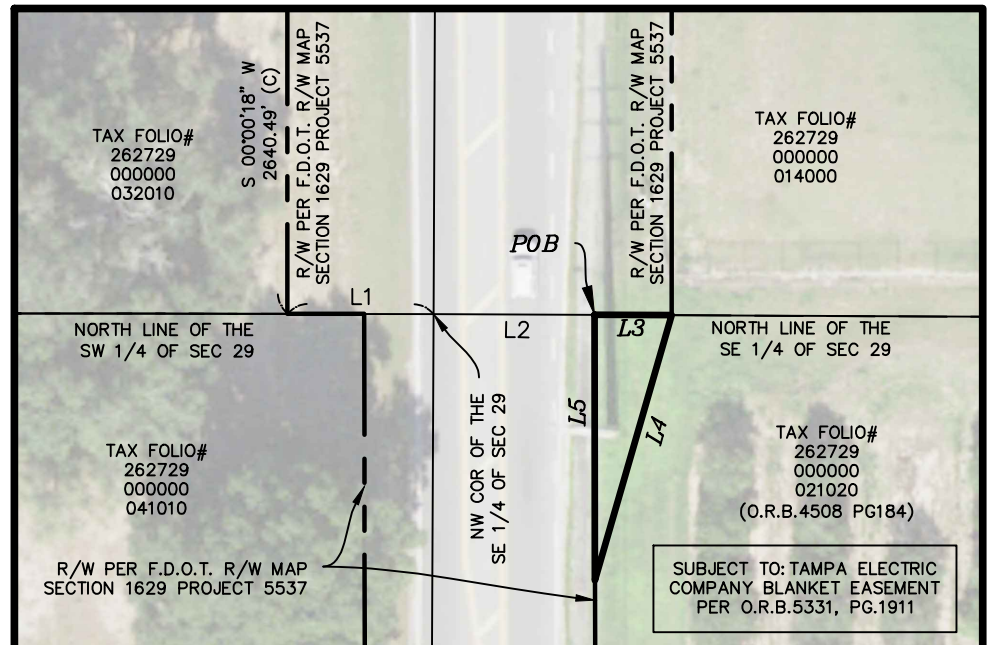 TAX FOLIO#
262729
000000
032010
S 00°00'18" W
2640.49' (C)
R/W PER F.D.O.T. R/W MAP
SECTION 1629 PROJECT 5537
R/W PER F.D.O.T. R/W MAP
SECTION 1629 PROJECT 5537
TAX FOLIO#
262729
000000
014000
POB
L1
L2
L3
NORTH LINE OF THE
SW 1/4 OF SEC 29
NORTH LINE OF THE
SE 1/4 OF SEC 29
L5
L4
NW COR OF THE
SE 1/4 OF SEC 29
TAX FOLIO#
262729
000000
041010
TAX FOLIO#
262729
000000
021020
(O.R.B.4508 PG184)
R/W PER F.D.O.T. R/W MAP
SECTION 1629 PROJECT 5537
SUBJECT TO: TAMPA ELECTRIC
COMPANY BLANKET EASEMENT
PER O.R.B.5331, PG.1911